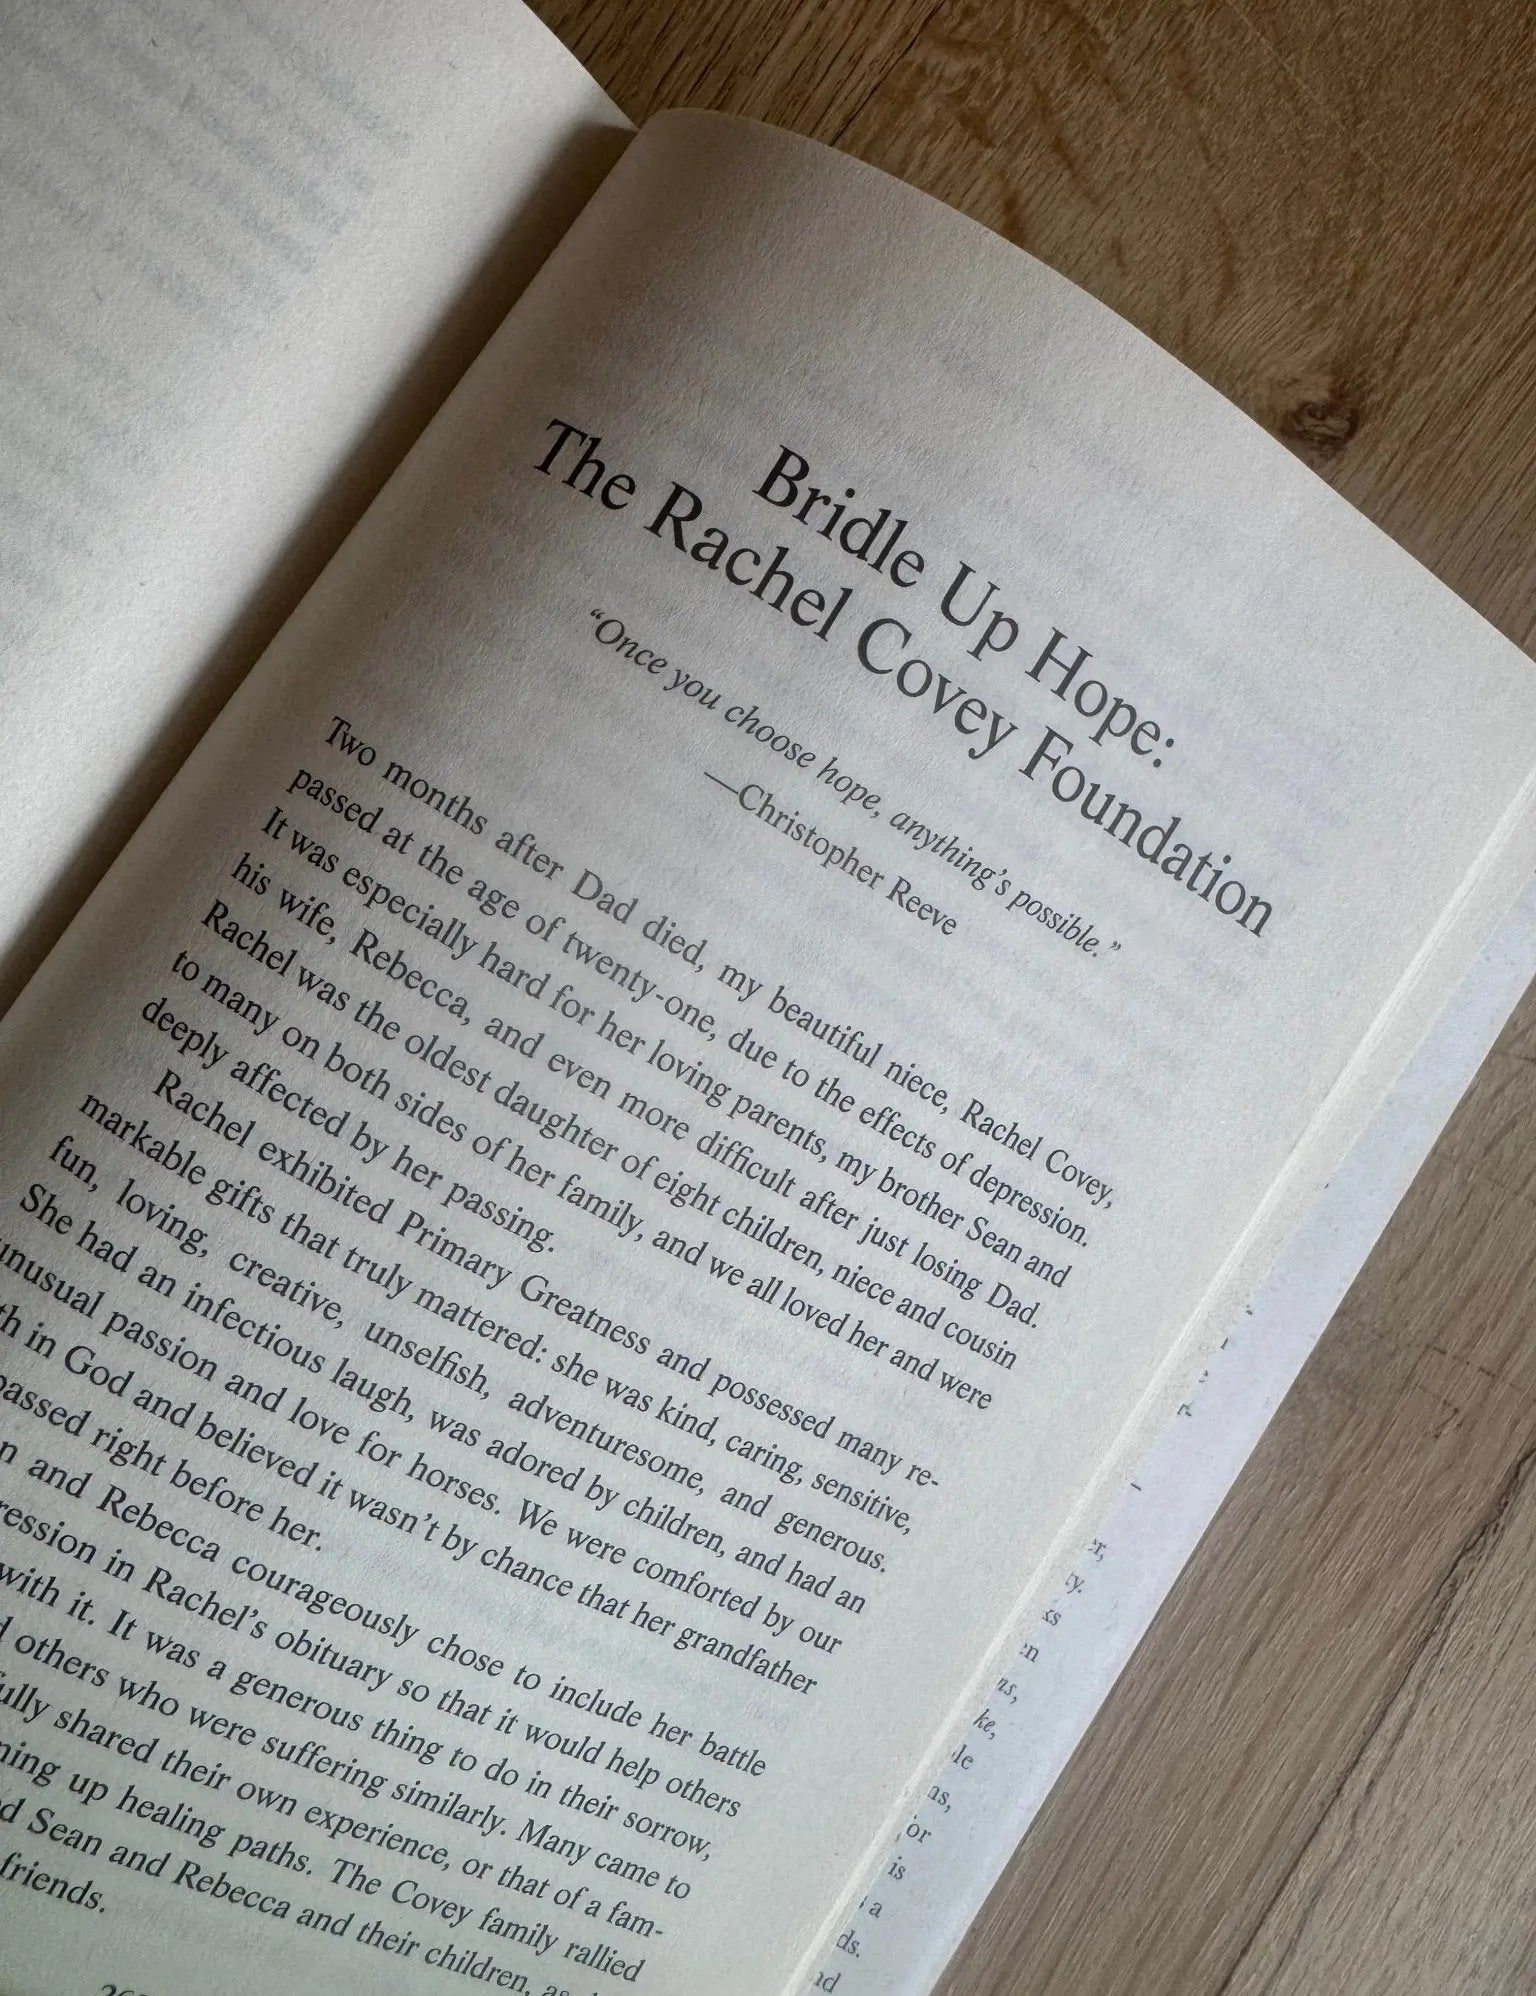 Bridle Up Hope:
The Rachel Covey Foundation
“Once you choose hope, anything’s possible.”
—Christopher Reeve
Two months after Dad died, my beautiful niece, Rachel Covey,
passed at the age of twenty-one, due to the effects of depression.
It was especially hard for her loving parents, my brother Sean and
his wife, Rebecca, and even more difficult after just losing Dad.
Rachel was the oldest daughter of eight children, niece and cousin
to many on both sides of her family, and we all loved her and were
deeply affected by her passing.
Rachel exhibited Primary Greatness and possessed many re-
markable gifts that truly mattered: she was kind, caring, sensitive,
fun, loving, creative, unselfish, adventuresome, and generous.
She had an infectious laugh, was adored by children, and had an
unusual passion and love for horses. We were comforted by our
th in God and believed it wasn’t by chance that her grandfather
passed right before her.
n and Rebecca courageously chose to include her battle
ression in Rachel’s obituary so that it would help others
with it. It was a generous thing to do in their sorrow,
d others who were suffering similarly. Many came to
fully shared their own experience, or that of a fam-
ning up healing paths. The Covey family rallied
d Sean and Rebecca and their children, as
friends.